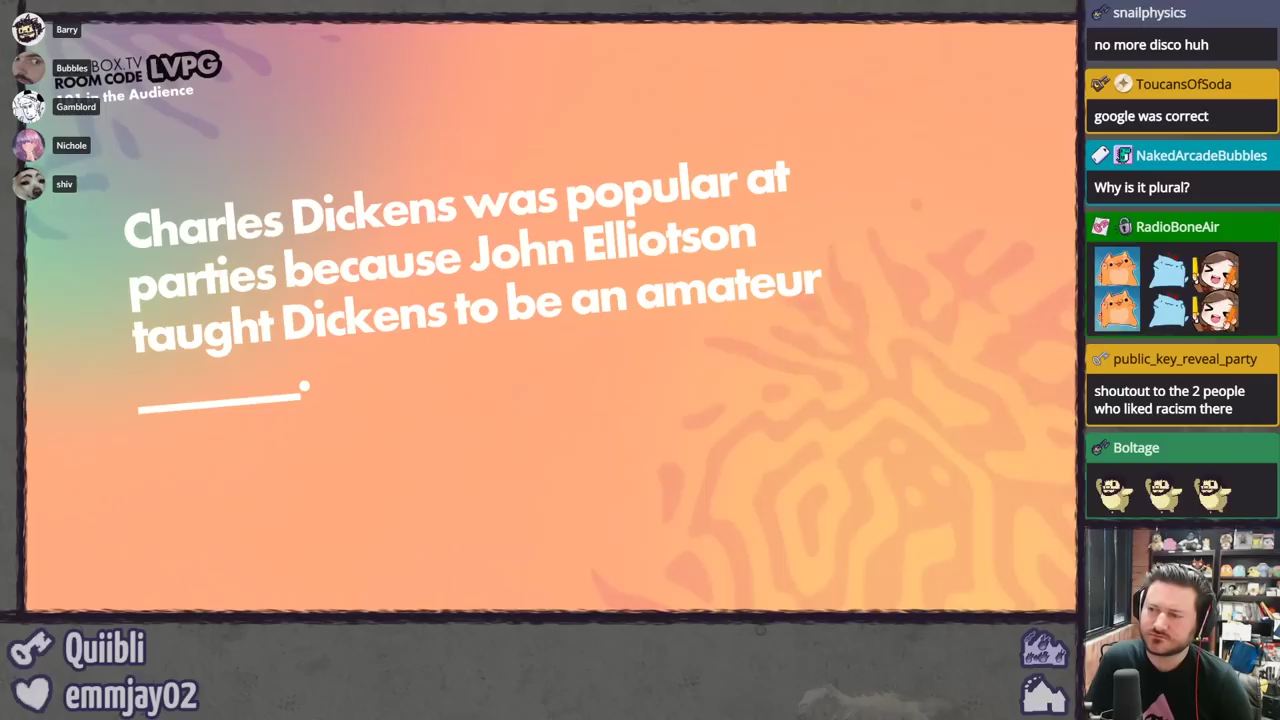 Barry
Bubbles
BOX.TV
ROOM CODE LVPG
in the Audience
Gamblord
Nichole
shiv
Charles Dickens was popular at
parties because John Elliotson
taught Dickens to be an amateur
________.
snailphysics
no more disco huh
ToucansOfSoda
google was correct
NakedArcadeBubbles
Why is it plural?
RadioBoneAir
public_key_reveal_party
shoutout to the 2 people
who liked racism there
Boltage
Quiibli
emmjay02